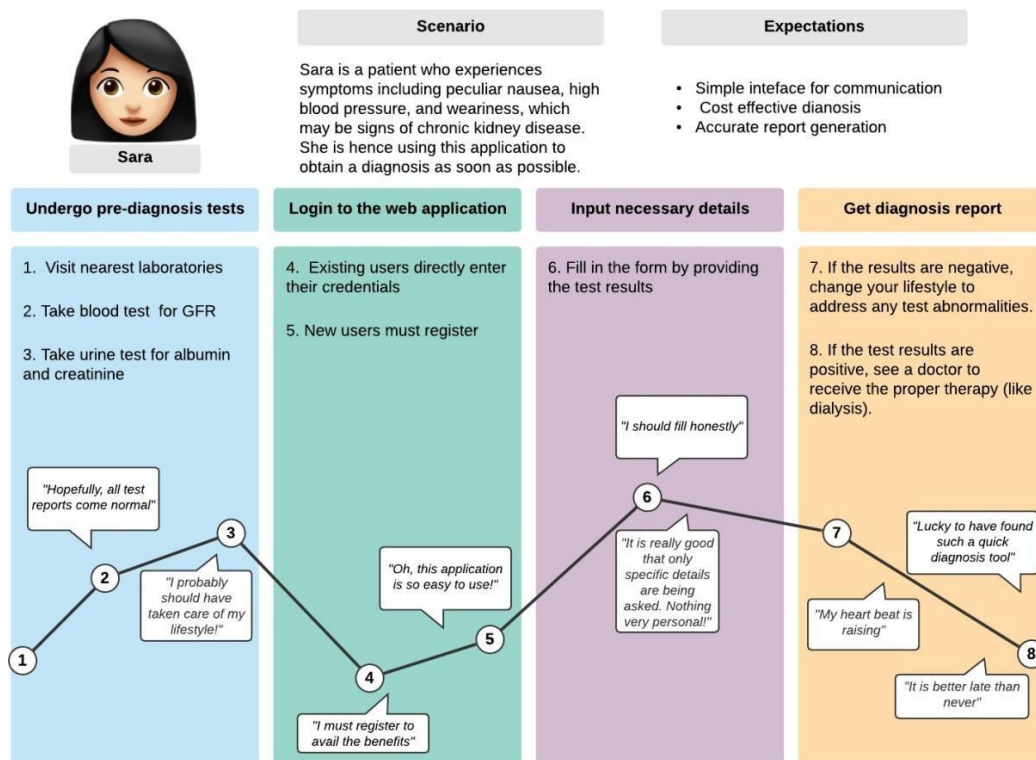 Sara
Scenario
Sara is a patient who experiences
symptoms including peculiar nausea, high
blood pressure, and weariness, which
may be signs of chronic kidney disease.
She is hence using this application to
obtain a diagnosis as soon as possible.
Expectations
• Simple inteface for communication
• Cost effective dianosis
• Accurate report generation
Undergo pre-diagnosis tests
1. Visit nearest laboratories
2. Take blood test for GFR
3. Take urine test for albumin
and creatinine
"Hopefully, all test
reports come normal"
"I probably
should have
taken care of my
lifestyle!"
1
2
3
Login to the web application
4. Existing users directly enter
their credentials
5. New users must register
"Oh, this application
is so easy to use!"
"I must register to
avail the benefits"
4
5
Input necessary details
6. Fill in the form by providing
the test results
"I should fill honestly"
6
"It is really good
that only
specific details
are being
asked. Nothing
very personal!"
Get diagnosis report
7. If the results are negative,
change your lifestyle to
address any test abnormalities.
8. If the test results are
positive, see a doctor to
receive the proper therapy (like
dialysis).
7
"Lucky to have found
such a quick
diagnosis tool"
"My heart beat is
raising"
8
"It is better late than
never"